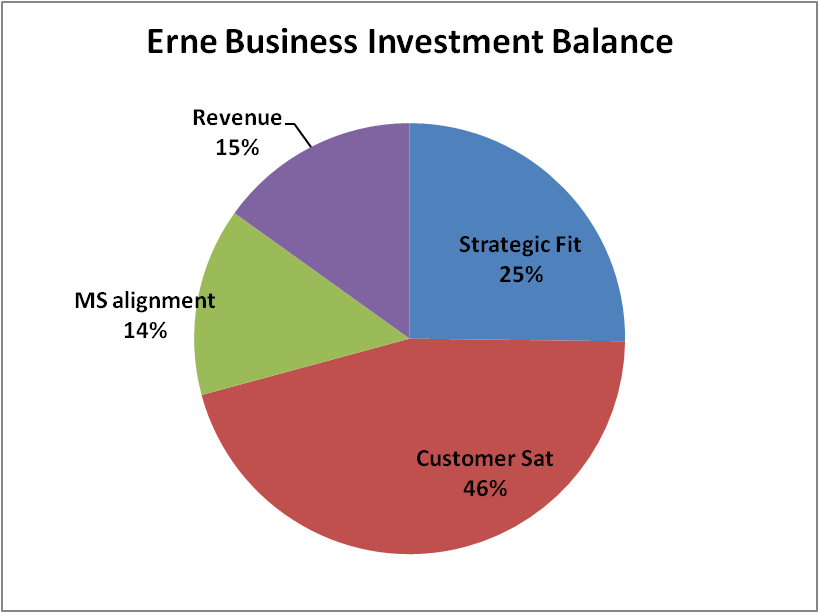 Erne Business Investment Balance
Revenue
15%
Strategic Fit
25%
MS alignment
14%
Customer Sat
46%